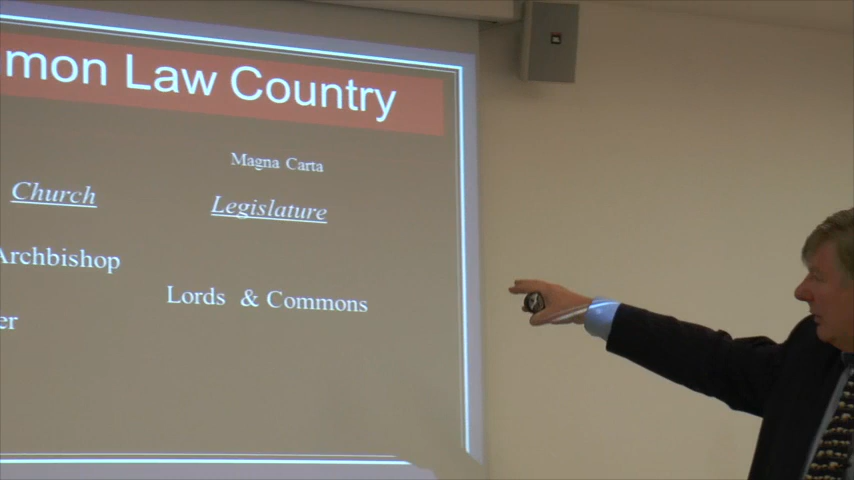 mon Law Country
Magna Carta
Church
Legislature
Archbishop
Lords & Commons
er